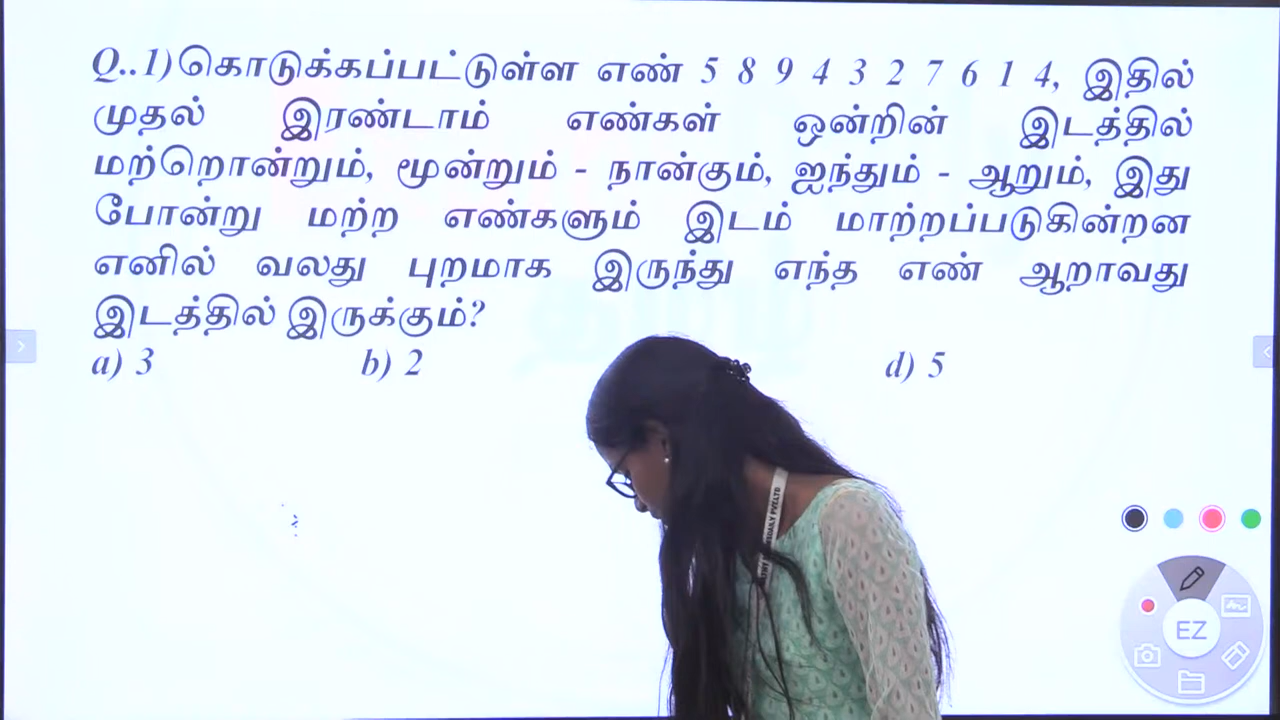 Q..1)கொடுக்கப்பட்டுள்ள எண் 5 8 9 4 3 2 7 6 1 4, இதில்
முதல் இரண்டாம் எண்கள் ஒன்றின் இடத்தில்
மற்றொன்றும், மூன்றும் - நான்கும், ஐந்தும் - ஆறும், இது
போன்று மற்ற எண்களும் இடம் மாற்றப்படுகின்றன
எனில் வலது புறமாக இருந்து எந்த எண் ஆறாவது
இடத்தில் இருக்கும்?
a) 3 b) 2 d) 5
EZ